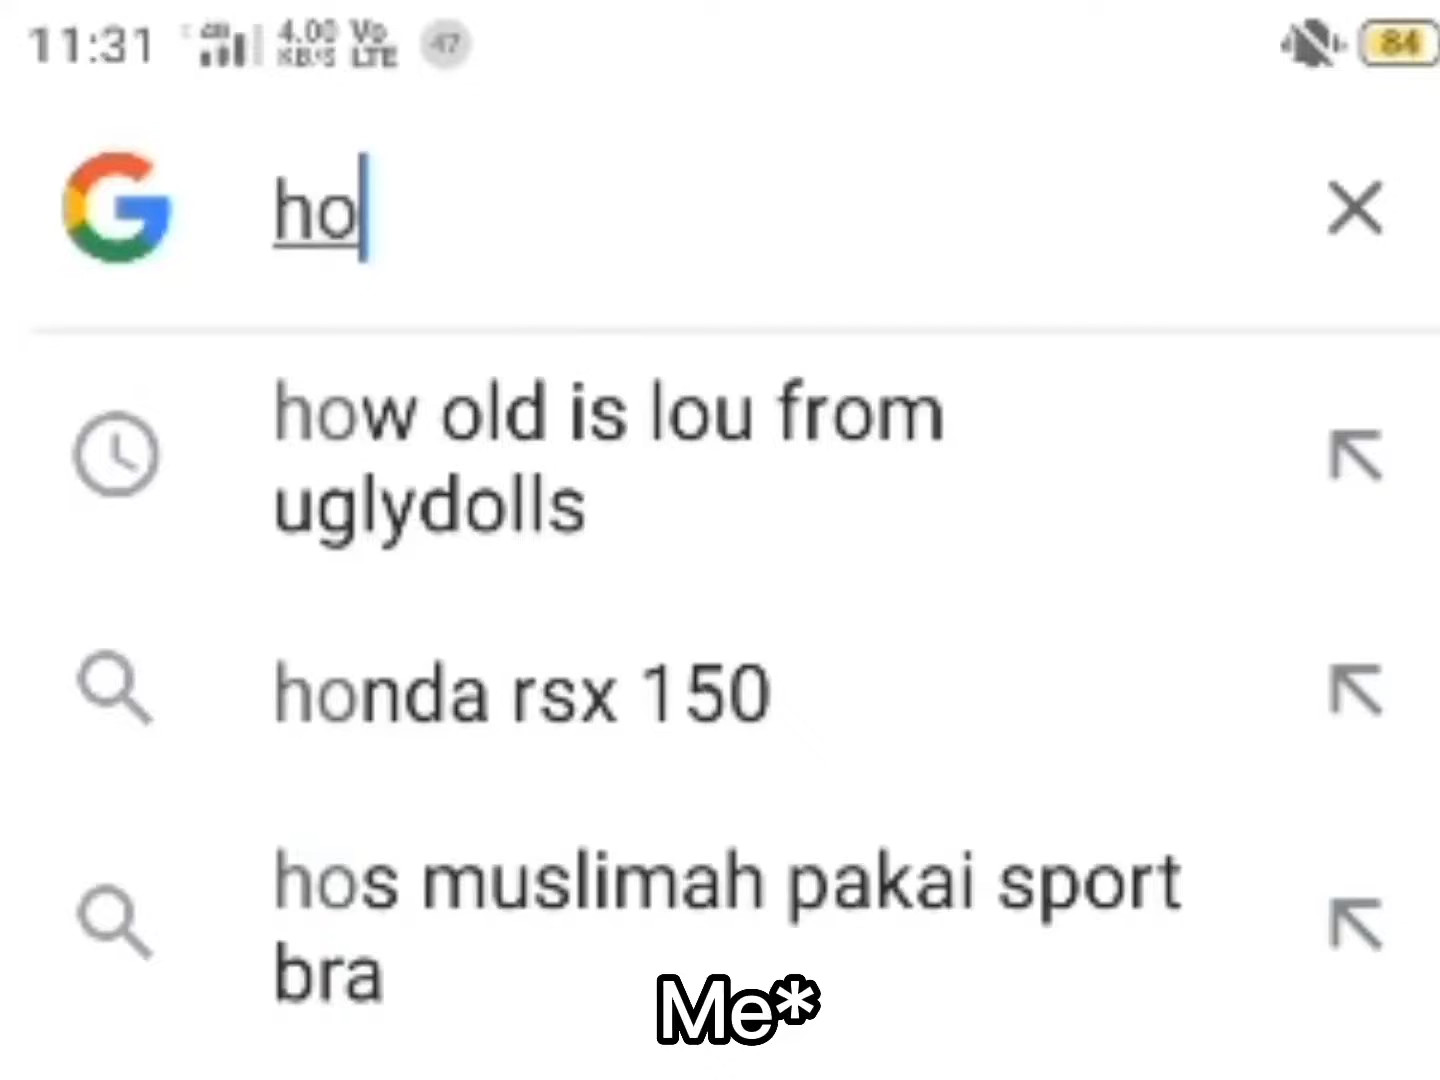 11:31 4.00 KB/S Vo LTE 47 84
ho
how old is lou from
uglydolls
honda rsx 150
hos muslimah pakai sport
bra
Me*